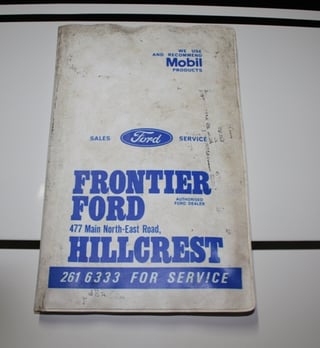 WE USE
AND RECOMMEND
Mobil
PRODUCTS
SALES Ford SERVICE
FRONTIER
FORD
AUTHORISED
FORD DEALER
477 Main North-East Road,
HILLCREST
261 6333 FOR SERVICE